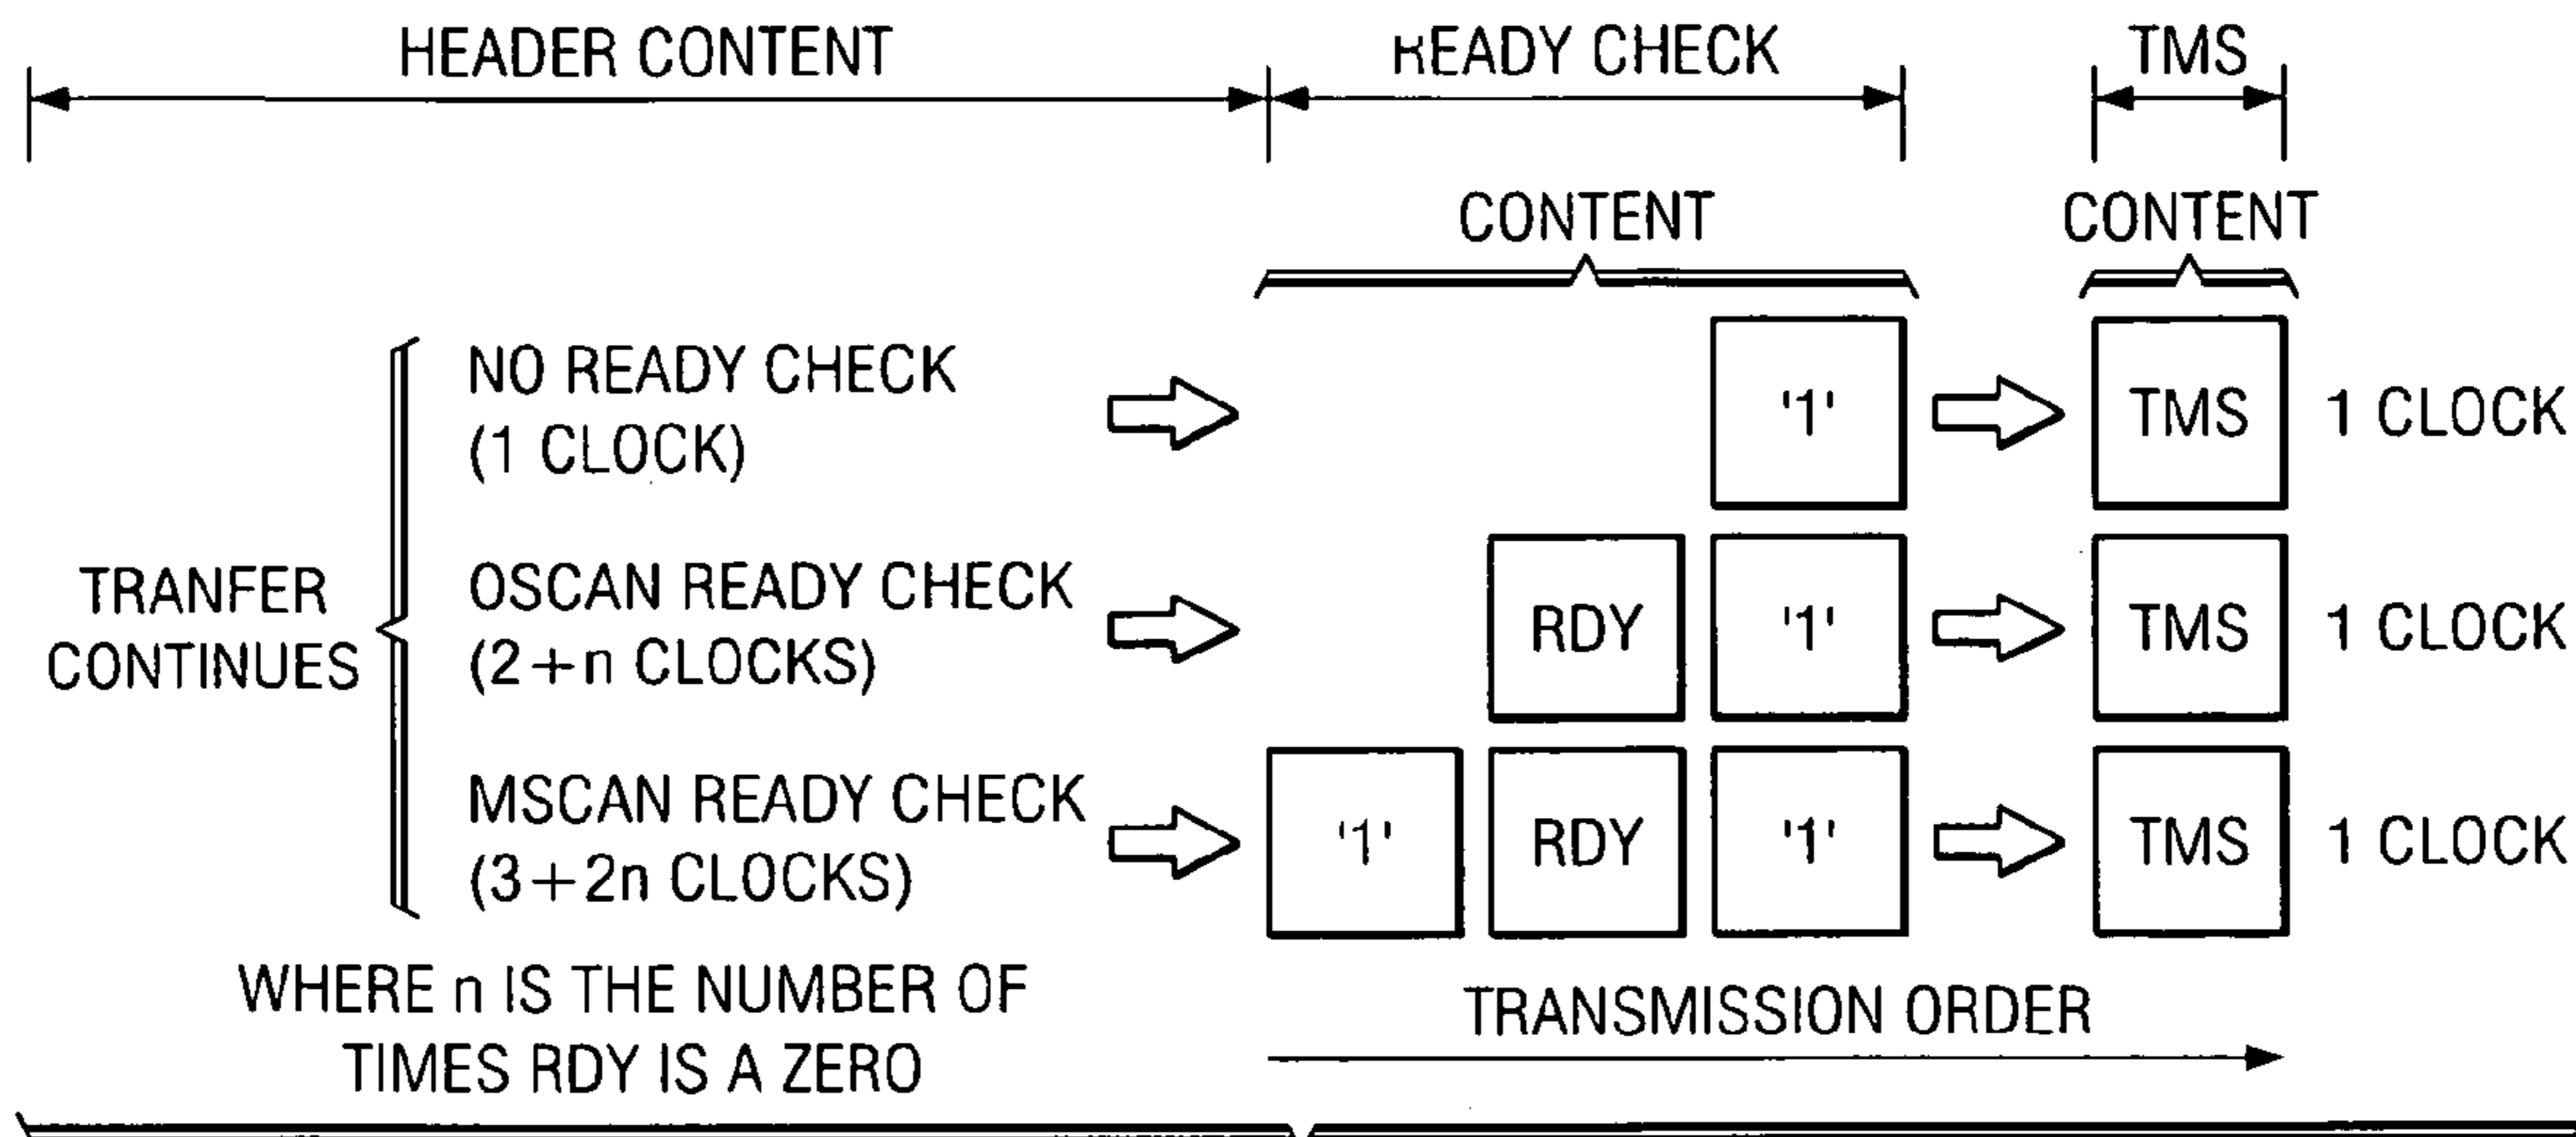 HEADER CONTENT
READY CHECK
TMS
CONTENT
CONTENT
NO READY CHECK
(1 CLOCK)
'1'
TMS
1 CLOCK
TRANFER
CONTINUES
OSCAN READY CHECK
(2+n CLOCKS)
RDY
'1'
TMS
1 CLOCK
MSCAN READY CHECK
(3+2n CLOCKS)
'1'
RDY
'1'
TMS
1 CLOCK
WHERE n IS THE NUMBER OF
TIMES RDY IS A ZERO
TRANSMISSION ORDER